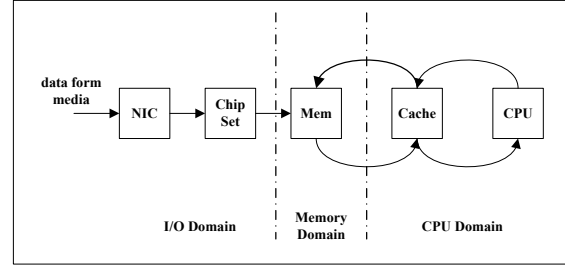 data form
media
NIC
Chip
Set
Mem
Cache
CPU
I/O Domain
Memory
Domain
CPU Domain